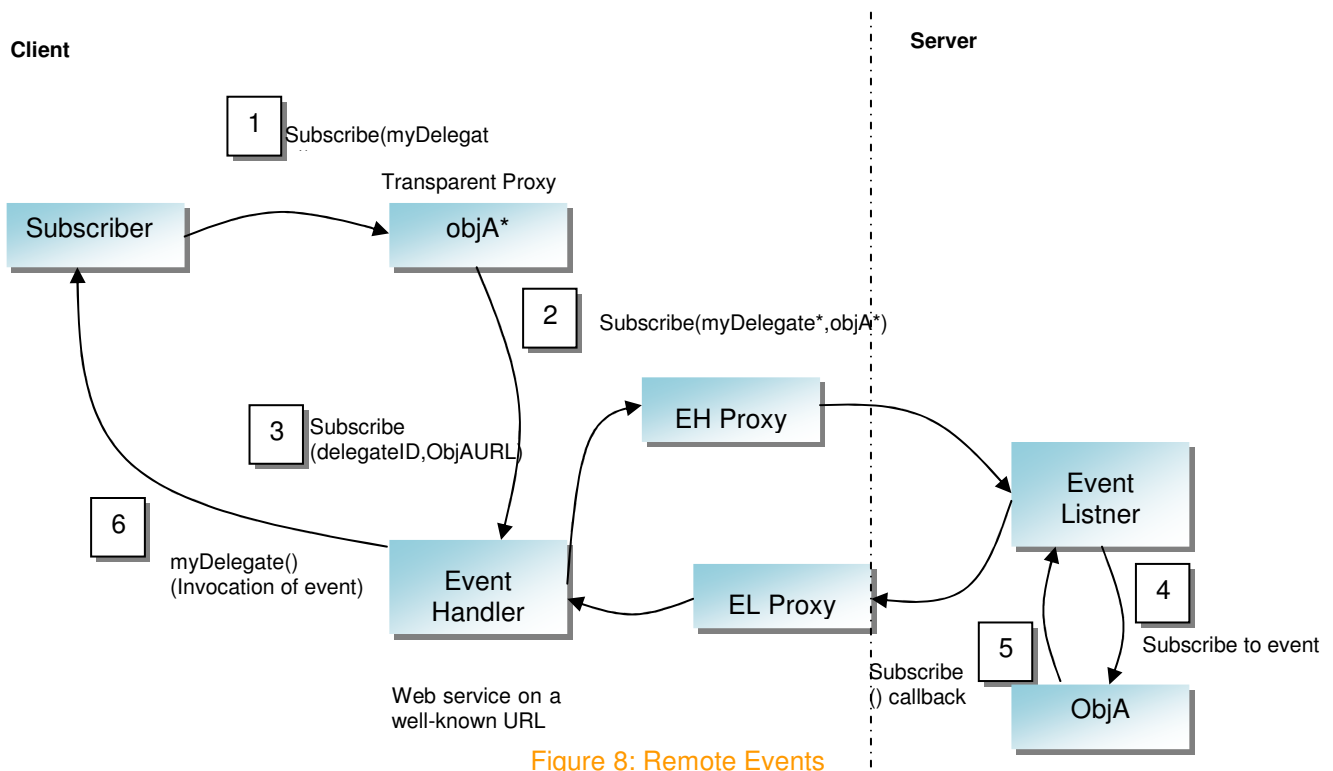 Client
Server
1
Subscribe(myDelegat
Transparent Proxy
Subscriber
objA*
2
Subscribe(myDelegate*,objA*)
EH Proxy
3
Subscribe
(delegateID,ObjAURL)
Event
Listner
6
myDelegate()
(Invocation of event)
Event
Handler
EL Proxy
4
Subscribe to event
5
Subscribe
() callback
ObjA
Web service on a
well-known URL
Figure 8: Remote Events